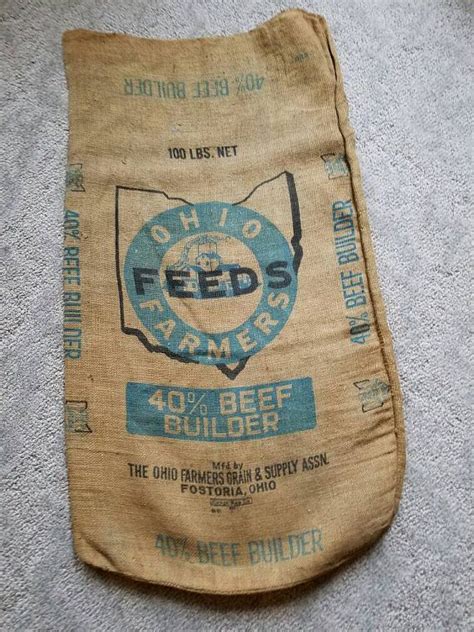 40% BEEF BUILDER
100 LBS. NET
OHIO
FEEDS
FARMERS
40% BEEF
BUILDER
Mfd by
THE OHIO FARMERS GRAIN & SUPPLY ASSN.
FOSTORIA, OHIO
40% BEEF BUILDER
40% BEEF BUILDER
40% BEEF BUILDER